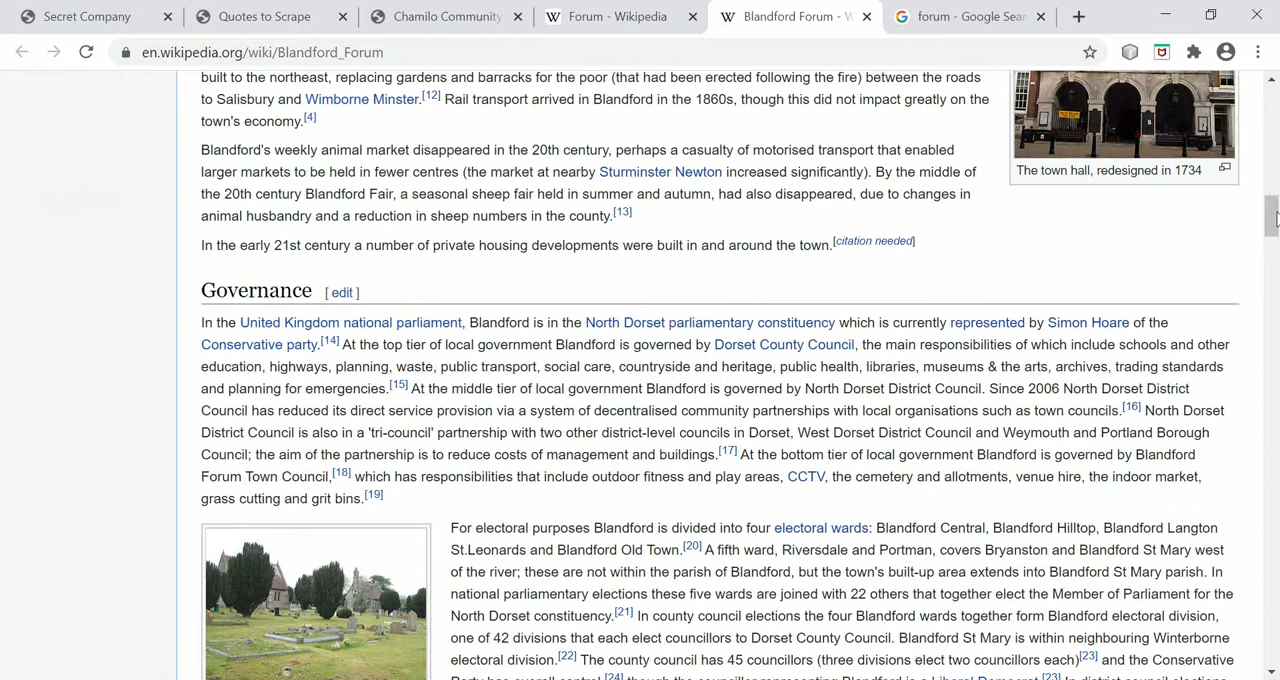 Secret Company
Quotes to Scrape
Chamilo Community
Forum - Wikipedia
Blandford Forum - W
forum - Google Sear
en.wikipedia.org/wiki/Blandford_Forum
built to the northeast, replacing gardens and barracks for the poor (that had been erected following the fire) between the roads
to Salisbury and Wimborne Minster.[12] Rail transport arrived in Blandford in the 1860s, though this did not impact greatly on the
town's economy.[4]
The town hall, redesigned in 1734
Blandford's weekly animal market disappeared in the 20th century, perhaps a casualty of motorised transport that enabled
larger markets to be held in fewer centres (the market at nearby Sturminster Newton increased significantly). By the middle of
the 20th century Blandford Fair, a seasonal sheep fair held in summer and autumn, had also disappeared, due to changes in
animal husbandry and a reduction in sheep numbers in the county.[13]
In the early 21st century a number of private housing developments were built in and around the town.[citation needed]
Governance [ edit ]
In the United Kingdom national parliament, Blandford is in the North Dorset parliamentary constituency which is currently represented by Simon Hoare of the
Conservative party.[14] At the top tier of local government Blandford is governed by Dorset County Council, the main responsibilities of which include schools and other
education, highways, planning, waste, public transport, social care, countryside and heritage, public health, libraries, museums & the arts, archives, trading standards
and planning for emergencies.[15] At the middle tier of local government Blandford is governed by North Dorset District Council. Since 2006 North Dorset District
Council has reduced its direct service provision via a system of decentralised community partnerships with local organisations such as town councils.[16] North Dorset
District Council is also in a 'tri-council' partnership with two other district-level councils in Dorset, West Dorset District Council and Weymouth and Portland Borough
Council; the aim of the partnership is to reduce costs of management and buildings.[17] At the bottom tier of local government Blandford is governed by Blandford
Forum Town Council,[18] which has responsibilities that include outdoor fitness and play areas, CCTV, the cemetery and allotments, venue hire, the indoor market,
grass cutting and grit bins.[19]
For electoral purposes Blandford is divided into four electoral wards: Blandford Central, Blandford Hilltop, Blandford Langton
St.Leonards and Blandford Old Town.[20] A fifth ward, Riversdale and Portman, covers Bryanston and Blandford St Mary west
of the river; these are not within the parish of Blandford, but the town's built-up area extends into Blandford St Mary parish. In
national parliamentary elections these five wards are joined with 22 others that together elect the Member of Parliament for the
North Dorset constituency.[21] In county council elections the four Blandford wards together form Blandford electoral division,
one of 42 divisions that each elect councillors to Dorset County Council. Blandford St Mary is within neighbouring Winterborne
electoral division.[22] The county council has 45 councillors (three divisions elect two councillors each)[23] and the Conservative
Party has overall control,[24] though the councillor representing Blandford is a Liberal Democrat.[23] In district council elections